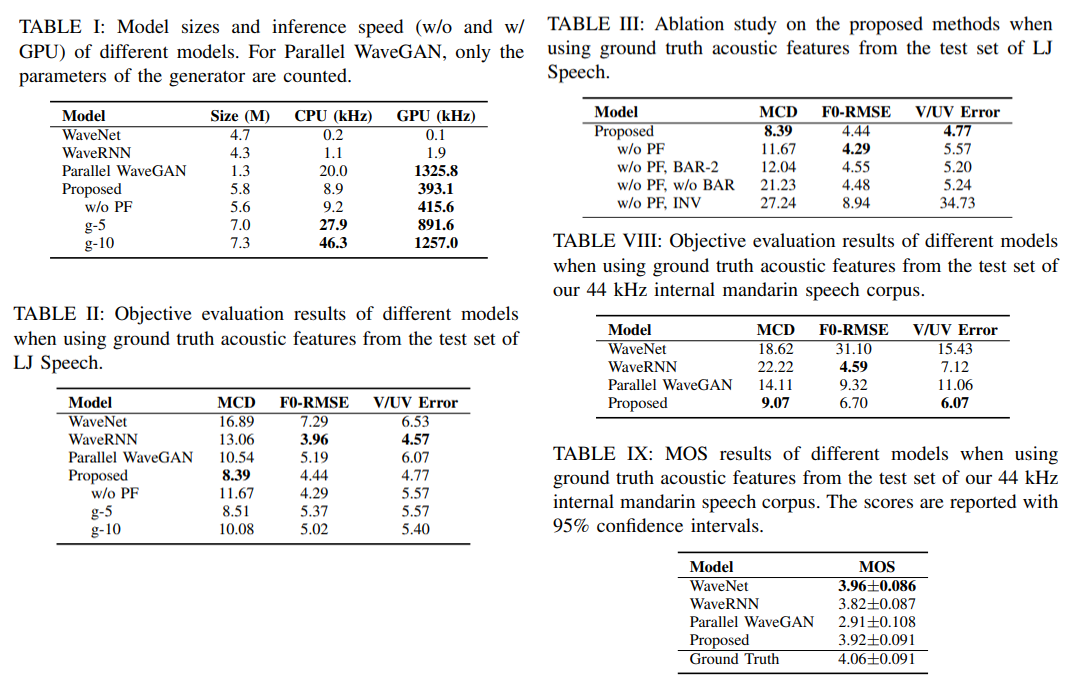 TABLE I: Model sizes and inference speed (w/o and w/
GPU) of different models. For Parallel WaveGAN, only the
parameters of the generator are counted.
Model Size (M) CPU (kHz) GPU (kHz)
WaveNet 4.7 0.2 0.1
WaveRNN 4.3 1.1 1.9
Parallel WaveGAN 1.3 20.0 1325.8
Proposed 5.8 8.9 393.1
w/o PF 5.6 9.2 415.6
g-5 7.0 27.9 891.6
g-10 7.3 46.3 1257.0
TABLE II: Objective evaluation results of different models
when using ground truth acoustic features from the test set of
LJ Speech.
Model MCD F0-RMSE V/UV Error
WaveNet 16.89 7.29 6.53
WaveRNN 13.06 3.96 4.57
Parallel WaveGAN 10.54 5.19 6.07
Proposed 8.39 4.44 4.77
w/o PF 11.67 4.29 5.57
g-5 8.51 5.37 5.57
g-10 10.08 5.02 5.40
TABLE III: Ablation study on the proposed methods when
using ground truth acoustic features from the test set of LJ
Speech.
Model MCD F0-RMSE V/UV Error
Proposed 8.39 4.44 4.77
w/o PF 11.67 4.29 5.57
w/o PF, BAR-2 12.04 4.55 5.20
w/o PF, w/o BAR 21.23 4.48 5.24
w/o PF, INV 27.24 8.94 34.73
TABLE VIII: Objective evaluation results of different models
when using ground truth acoustic features from the test set of
our 44 kHz internal mandarin speech corpus.
Model MCD F0-RMSE V/UV Error
WaveNet 18.62 31.10 15.43
WaveRNN 22.22 4.59 7.12
Parallel WaveGAN 14.11 9.32 11.06
Proposed 9.07 6.70 6.07
TABLE IX: MOS results of different models when using
ground truth acoustic features from the test set of our 44 kHz
internal mandarin speech corpus. The scores are reported with
95% confidence intervals.
Model MOS
WaveNet 3.96±0.086
WaveRNN 3.82±0.087
Parallel WaveGAN 2.91±0.108
Proposed 3.92±0.091
Ground Truth 4.06±0.091